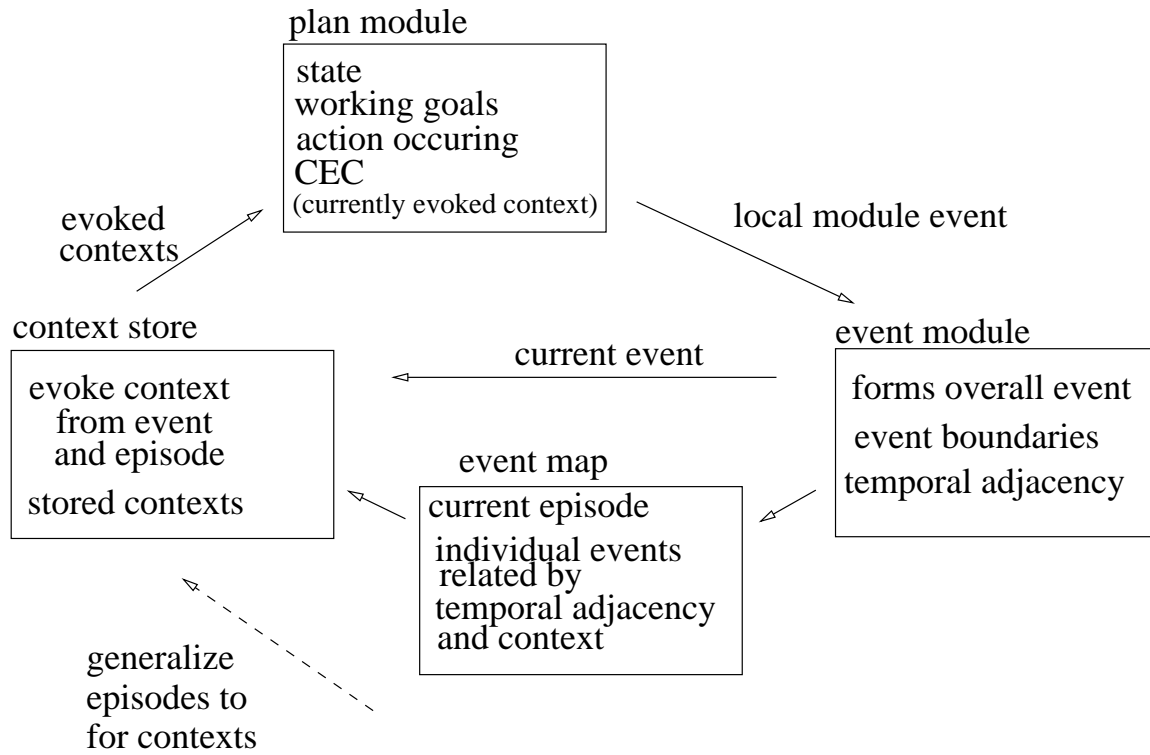 plan module
state
working goals
action occuring
CEC
(currently evoked context)
evoked
contexts
local module event
context store
evoke context
from event
and episode
stored contexts
current event
event module
forms overall event
event boundaries
temporal adjacency
event map
current episode
individual events
related by
temporal adjacency
and context
generalize
episodes to
for contexts